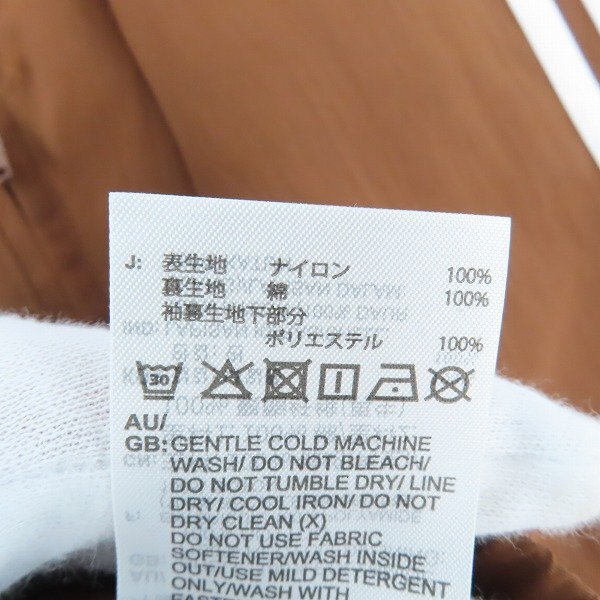 J: 表生地 ナイロン 100%
裏生地 綿 100%
袖裏生地下部分
ポリエステル 100%
30
AU/
GB: GENTLE COLD MACHINE
WASH/ DO NOT BLEACH/
DO NOT TUMBLE DRY/ LINE
DRY/ COOL IRON/ DO NOT
DRY CLEAN (X)
DO NOT USE FABRIC
SOFTENER/WASH INSIDE
OUT/USE MILD DETERGENT
ONLY/WASH WITH